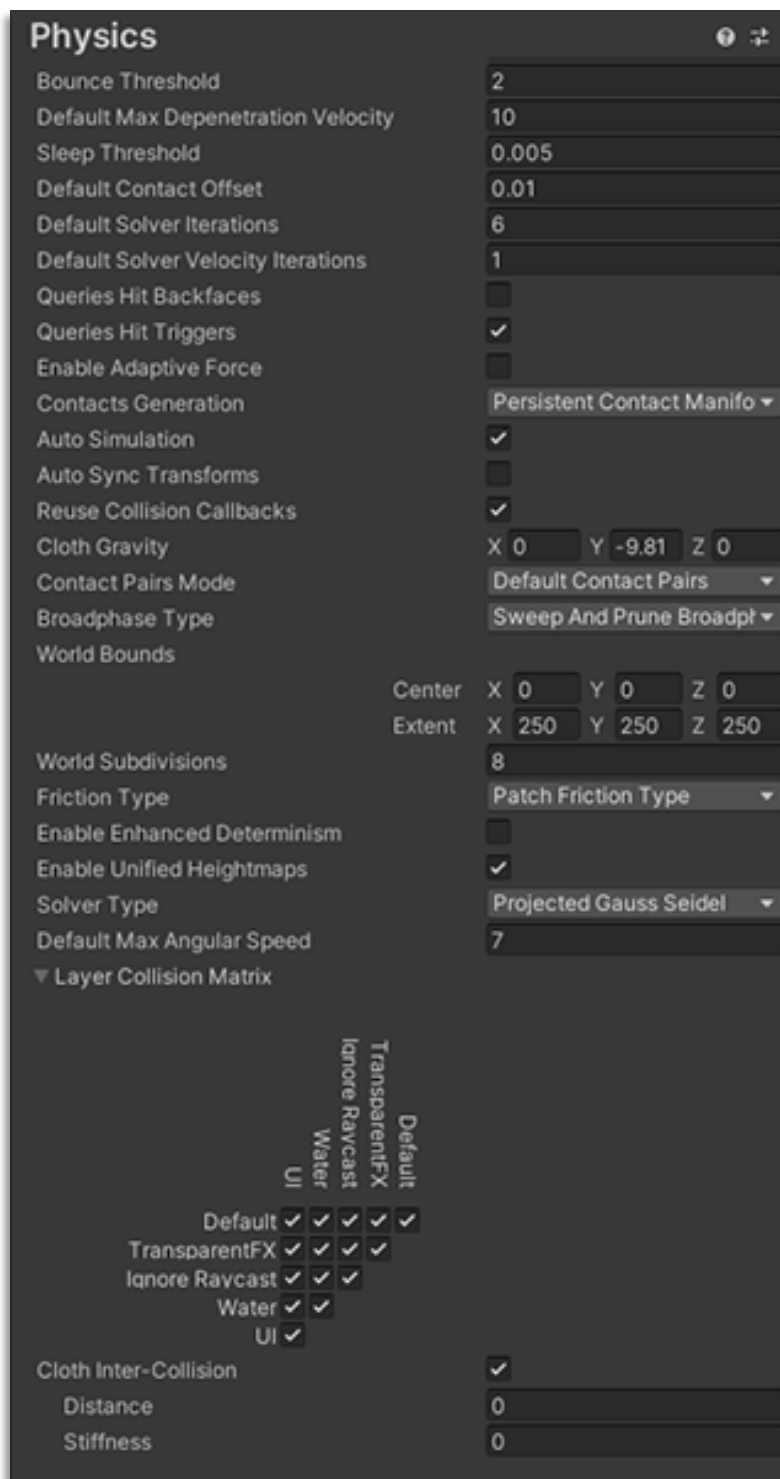 Physics
Bounce Threshold 2
Default Max Depenetration Velocity 10
Sleep Threshold 0.005
Default Contact Offset 0.01
Default Solver Iterations 6
Default Solver Velocity Iterations 1
Queries Hit Backfaces
Queries Hit Triggers
Enable Adaptive Force
Contacts Generation Persistent Contact Manifo
Auto Simulation
Auto Sync Transforms
Reuse Collision Callbacks
Cloth Gravity X 0 Y -9.81 Z 0
Contact Pairs Mode Default Contact Pairs
Broadphase Type Sweep And Prune Broadph
World Bounds
Center X 0 Y 0 Z 0
Extent X 250 Y 250 Z 250
World Subdivisions 8
Friction Type Patch Friction Type
Enable Enhanced Determinism
Enable Unified Heightmaps
Solver Type Projected Gauss Seidel
Default Max Angular Speed 7
Layer Collision Matrix
UI
Water
Ignore Raycast
TransparentFX
Default
Default
TransparentFX
Ignore Raycast
Water
UI
Cloth Inter-Collision
Distance 0
Stiffness 0